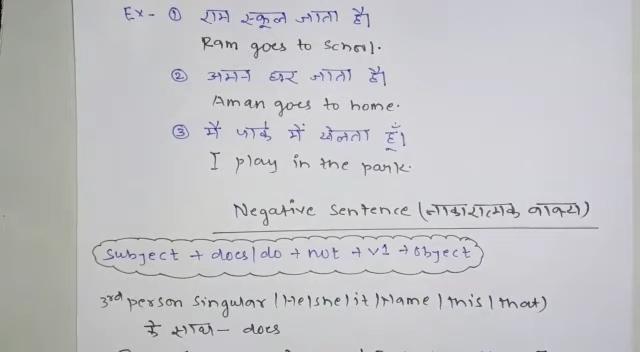 Ex- ① राम स्कूल जाता है।
Ram goes to school.
② अमन घर जाता है।
Aman goes to home.
③ मैं पार्क में खेलता हूँ।
I play in the park.
Negative sentence (नाकारात्मक वाक्य)
subject + does/do + not + v1 + object
3rd person singular (He/she/it/Name/this/that)
के साथ - does